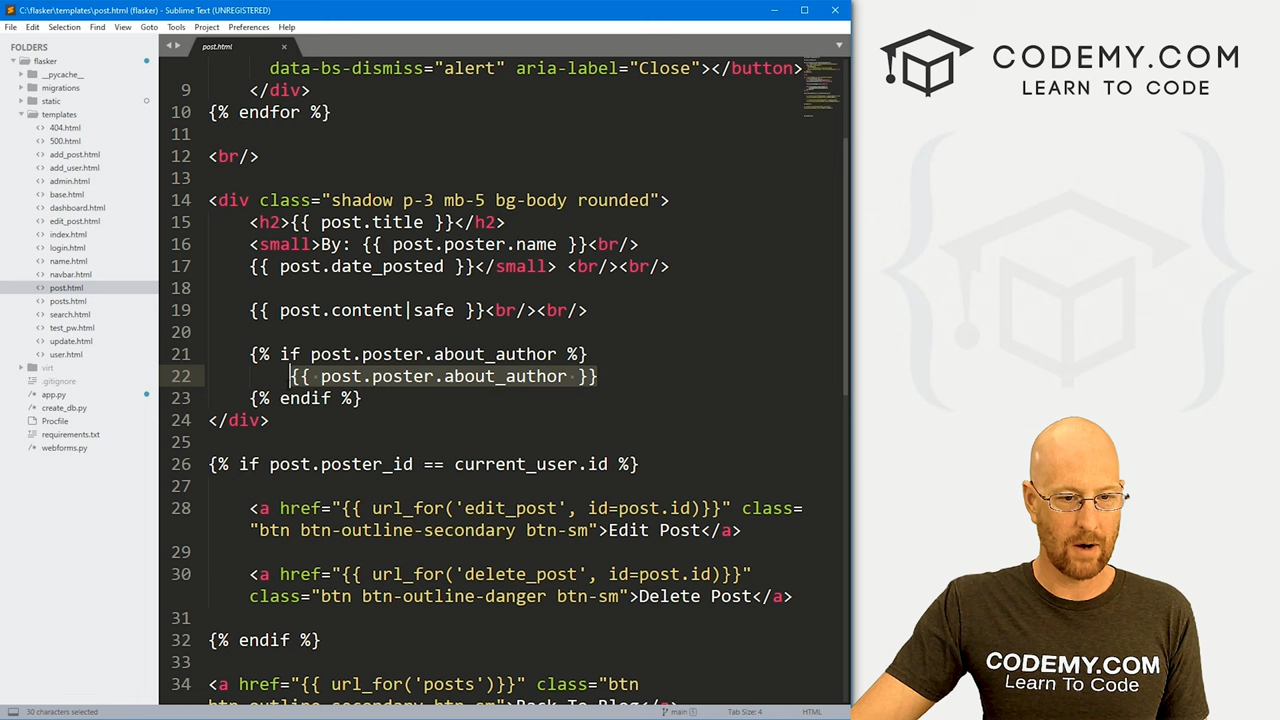 C:\flasker\templates\post.html (flasker) - Sublime Text (UNREGISTERED)
File Edit Selection Find View Goto Tools Project Preferences Help
FOLDERS
flasker
__pycache__
migrations
static
templates
404.html
500.html
add_post.html
add_user.html
admin.html
base.html
dashboard.html
edit_post.html
index.html
login.html
name.html
navbar.html
post.html
posts.html
search.html
test_pw.html
update.html
user.html
virt
.gitignore
app.py
create_db.py
Procfile
requirements.txt
webforms.py
post.html
data-bs-dismiss="alert" aria-label="Close"></button>
9 </div>
10 {% endfor %}
11
12 <br/>
13
14 <div class="shadow p-3 mb-5 bg-body rounded">
15 <h2>{{ post.title }}</h2>
16 <small>By: {{ post.poster.name }}<br/>
17 {{ post.date_posted }}</small> <br/><br/>
18
19 {{ post.content|safe }}<br/><br/>
20
21 {% if post.poster.about_author %}
22 {{ post.poster.about_author }}
23 {% endif %}
24 </div>
25
26 {% if post.poster_id == current_user.id %}
27
28 <a href="{{ url_for('edit_post', id=post.id)}}" class=
"btn btn-outline-secondary btn-sm">Edit Post</a>
29
30 <a href="{{ url_for('delete_post', id=post.id)}}"
class="btn btn-outline-danger btn-sm">Delete Post</a>
31
32 {% endif %}
33
34 <a href="{{ url_for('posts')}}" class="btn
btn-outline-secondary btn-sm">Back To Blog</a>
30 characters selected
main
Tab Size: 4
HTML
CODEMY.COM
LEARN TO CODE
CODEMY.COM
Learn To Code